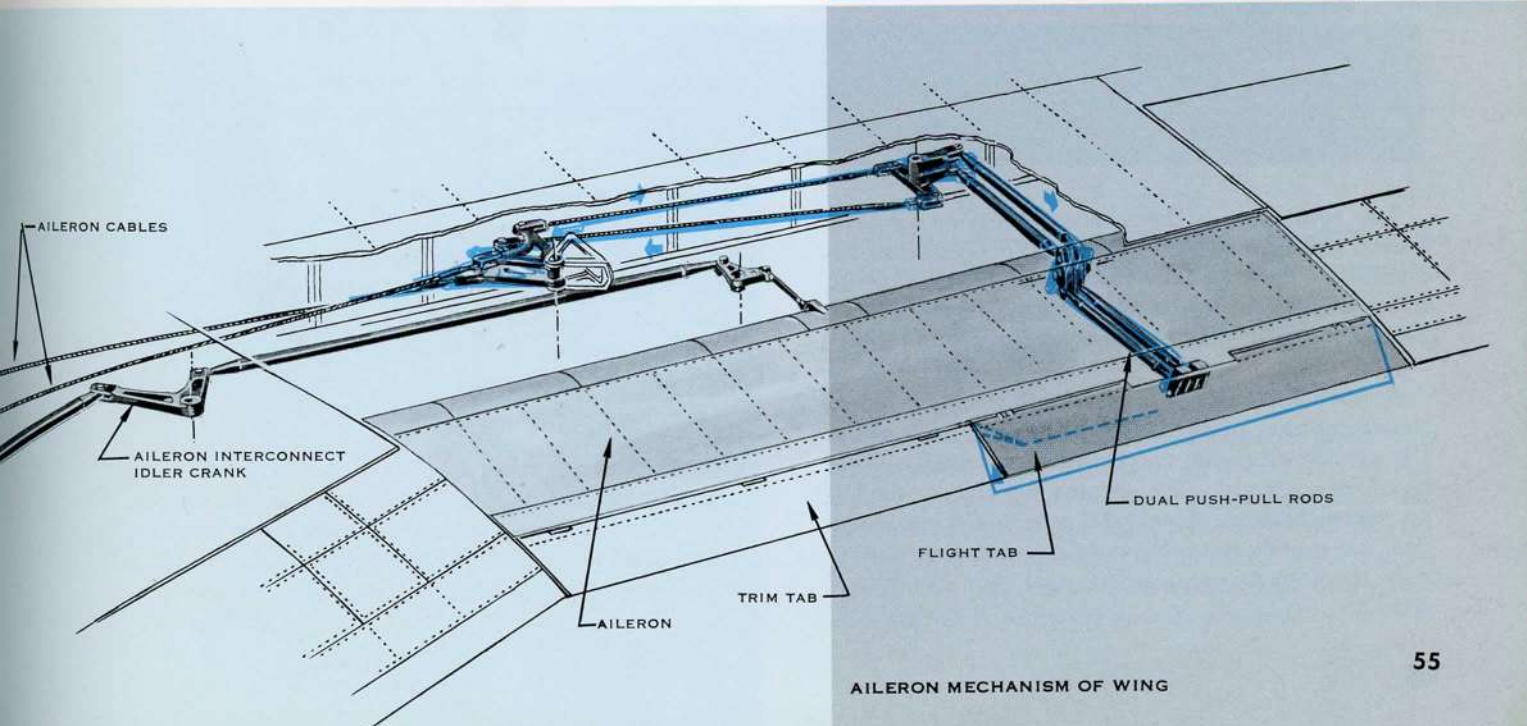 AILERON CABLES
AILERON INTERCONNECT
IDLER CRANK
DUAL PUSH-PULL RODS
FLIGHT TAB
TRIM TAB
AILERON
AILERON MECHANISM OF WING
55